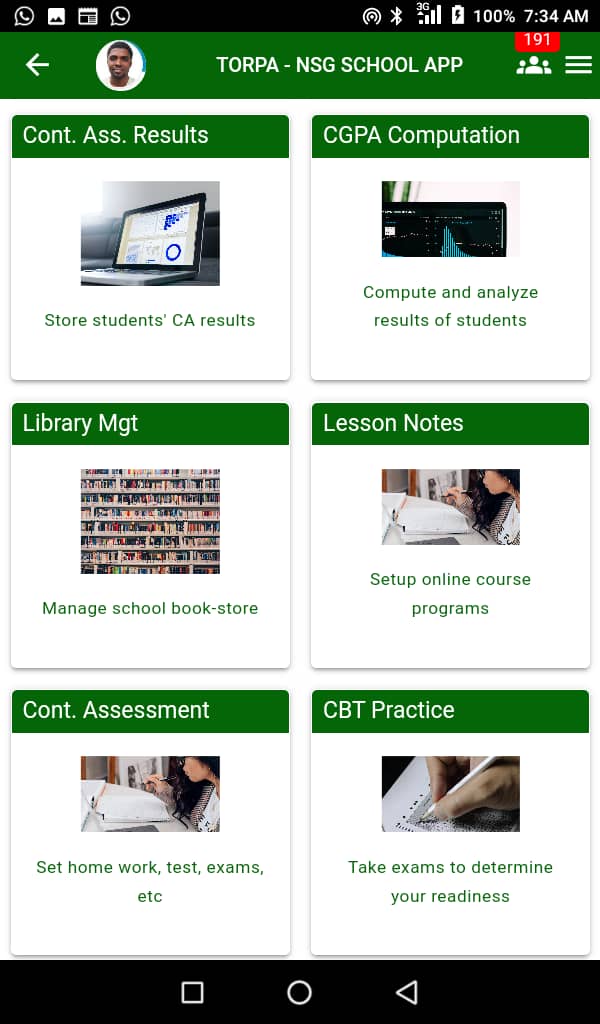 3G
100% 7:34 AM
191
TORPA - NSG SCHOOL APP
Cont. Ass. Results
Store students' CA results
CGPA Computation
Compute and analyze
results of students
Library Mgt
Manage school book-store
Lesson Notes
Setup online course
programs
Cont. Assessment
Set home work, test, exams,
etc
CBT Practice
Take exams to determine
your readiness